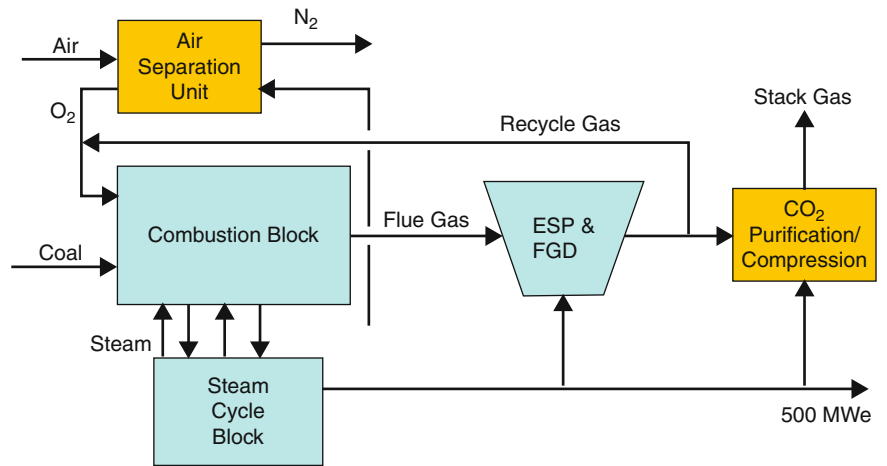 N2
Air
Air
Separation
Unit
O2
Recycle Gas
Stack Gas
Combustion Block
Flue Gas
ESP &
FGD
CO2
Purification/
Compression
Coal
Steam
Steam
Cycle
Block
500 MWe